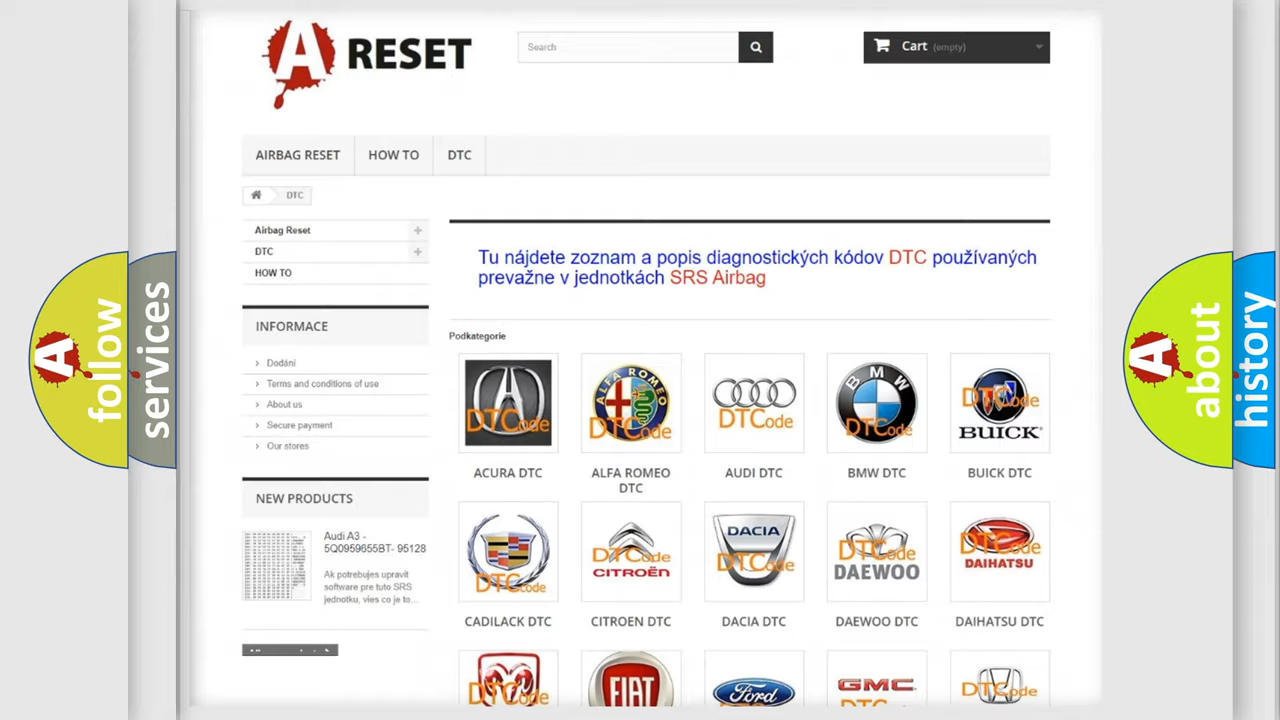 A RESET
Search
Cart (empty)
AIRBAG RESET
HOW TO
DTC
DTC
Airbag Reset
DTC
HOW TO
INFORMACE
Dodání
Terms and conditions of use
About us
Secure payment
Our stores
NEW PRODUCTS
Audi A3 -
5Q0959655BT- 95128
Ak potrebujes upravit
software pre tuto SRS
jednotku, vies co je to...
Tu nájdete zoznam a popis diagnostických kódov DTC používaných
prevažne v jednotkách SRS Airbag
Podkategorie
DTCode
ALFA ROMEO
DTCode
DTCode
BMW
DTCode
DTCode
BUICK
ACURA DTC
ALFA ROMEO
DTC
AUDI DTC
BMW DTC
BUICK DTC
DTCode
DTCode
CITROËN
DACIA
DTCode
DTCode
DAEWOO
DTCode
DAIHATSU
CADILACK DTC
CITROEN DTC
DACIA DTC
DAEWOO DTC
DAIHATSU DTC
DTCode
FIAT
Ford
GMC
DTCode
A follow
services
A about
history